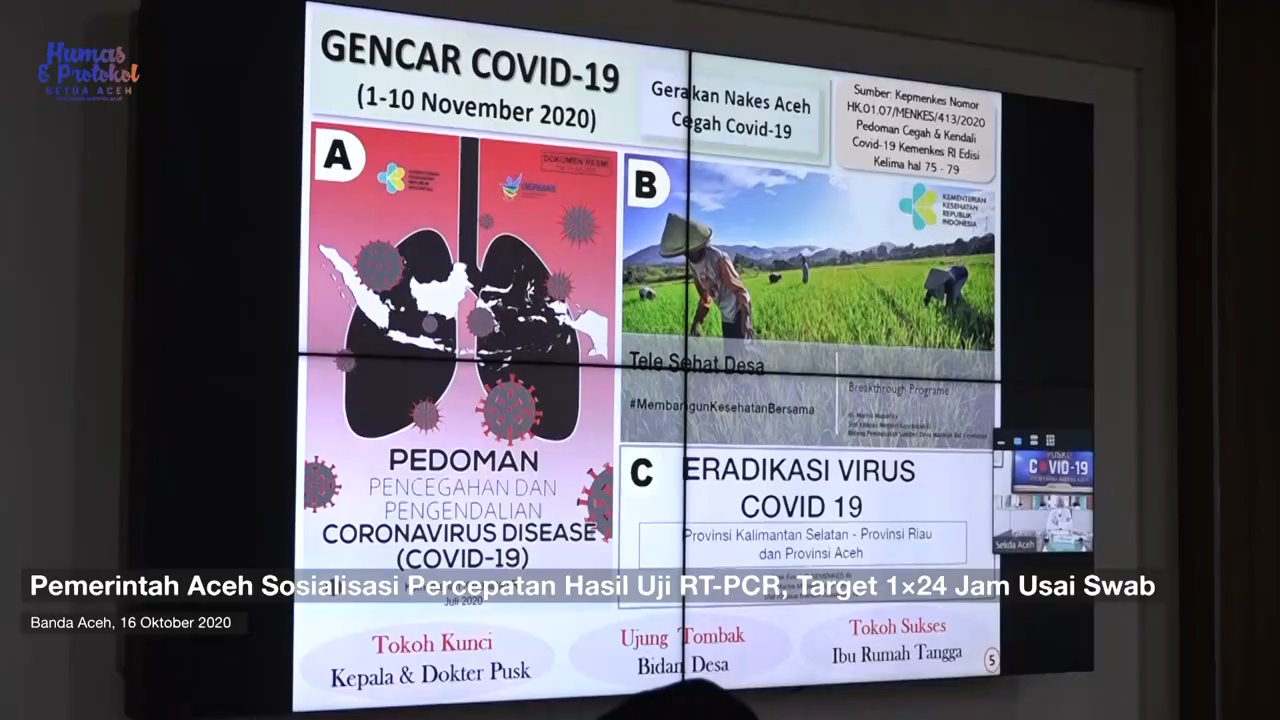 Humas
& Protokol
SETDA ACEH
GENCAR COVID-19
(1-10 November 2020)
Gerakan Nakes Aceh
Cegah Covid-19
Sumber: Kepmenkes Nomor
HK.01.07/MENKES/413/2020
Pedoman Cegah & Kendali
Covid-19 Kemenkes RI Edisi
Kelima hal 75 - 79
A
KEMENTERIAN
KESEHATAN
REPUBLIK
INDONESIA
DOKUMEN RESMI
GERMAS
PEDOMAN
PENCEGAHAN DAN
PENGENDALIAN
CORONAVIRUS DISEASE
(COVID-19)
Juli 2020
B
KEMENTERIAN
KESEHATAN
REPUBLIK
INDONESIA
Tele Sehat Desa
#MembangunKesehatanBersama
Breakthrough Programe
C
ERADIKASI VIRUS
COVID 19
Provinsi Kalimantan Selatan - Provinsi Riau
dan Provinsi Aceh
COVID-19
Sekda Aceh
Pemerintah Aceh Sosialisasi Percepatan Hasil Uji RT-PCR, Target 1×24 Jam Usai Swab
Banda Aceh, 16 Oktober 2020
Tokoh Kunci
Kepala & Dokter Pusk
Ujung Tombak
Bidan Desa
Tokoh Sukses
Ibu Rumah Tangga
5